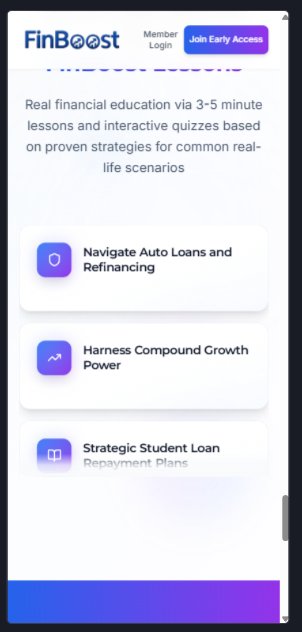 FinBoost
Member
Login
Join Early Access
FinBoost Lessons
Real financial education via 3-5 minute
lessons and interactive quizzes based
on proven strategies for common real-
life scenarios
Navigate Auto Loans and
Refinancing
Harness Compound Growth
Power
Strategic Student Loan
Repayment Plans